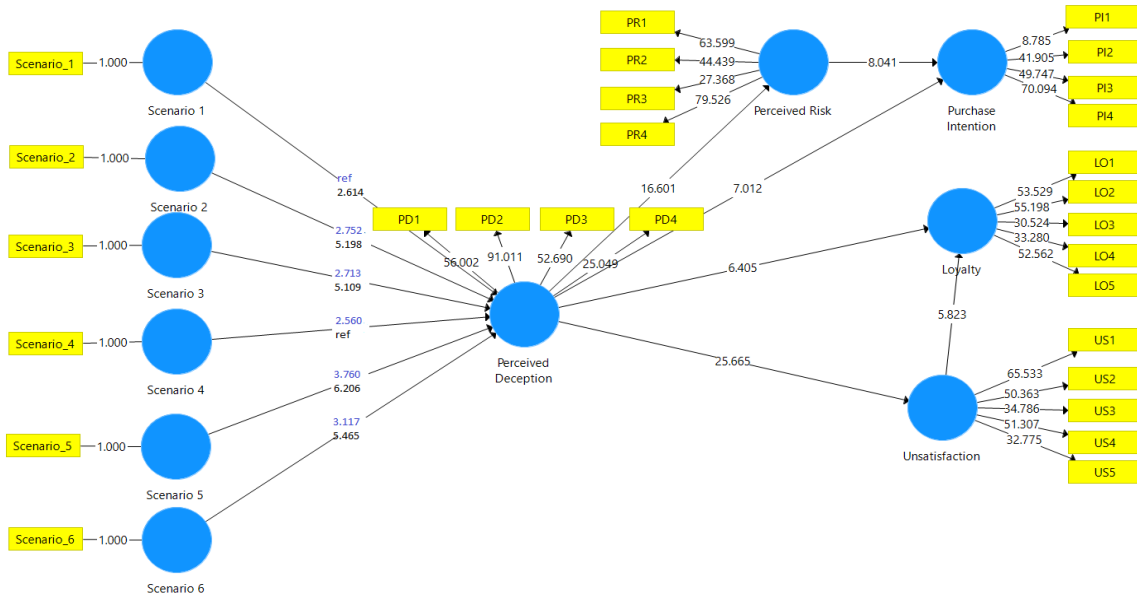 Scenario_1
1.000
Scenario 1
Scenario_2
1.000
Scenario 2
Scenario_3
1.000
Scenario 3
Scenario_4
1.000
Scenario 4
Scenario_5
1.000
Scenario 5
Scenario_6
1.000
Scenario 6
ref
2.614
2.752
5.198
2.713
5.109
2.560
ref
3.760
6.206
3.117
5.465
PD1
PD2
PD3
PD4
56.002
91.011
52.690
25.049
Perceived
Deception
PR1
PR2
PR3
PR4
63.599
44.439
27.368
79.526
Perceived Risk
8.041
16.601
7.012
6.405
25.665
5.823
Purchase
Intention
8.785
41.905
49.747
70.094
PI1
PI2
PI3
PI4
Loyalty
53.529
55.198
30.524
33.280
52.562
LO1
LO2
LO3
LO4
LO5
Unsatisfaction
65.533
50.363
34.786
51.307
32.775
US1
US2
US3
US4
US5